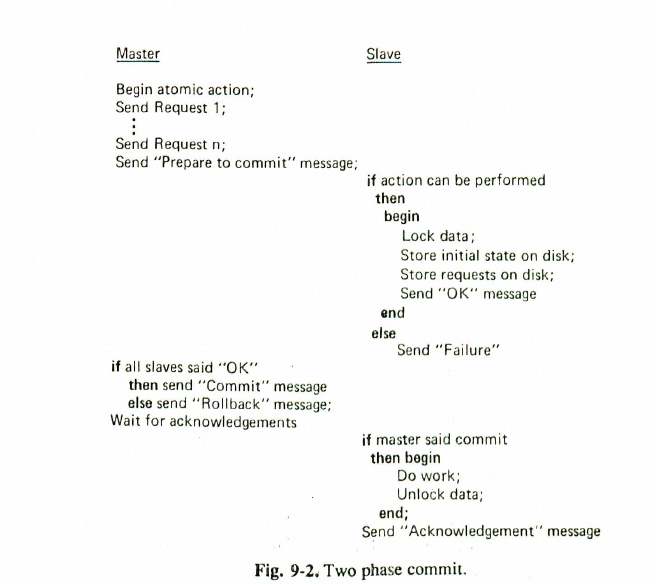 Master
Slave
Begin atomic action;
Send Request 1;
⋮
Send Request n;
Send "Prepare to commit" message;
if action can be performed
then
begin
Lock data;
Store initial state on disk;
Store requests on disk;
Send "OK" message
end
else
Send "Failure"
if all slaves said "OK"
then send "Commit" message
else send "Rollback" message;
Wait for acknowledgements
if master said commit
then begin
Do work;
Unlock data;
end;
Send "Acknowledgement" message
Fig. 9-2. Two phase commit.